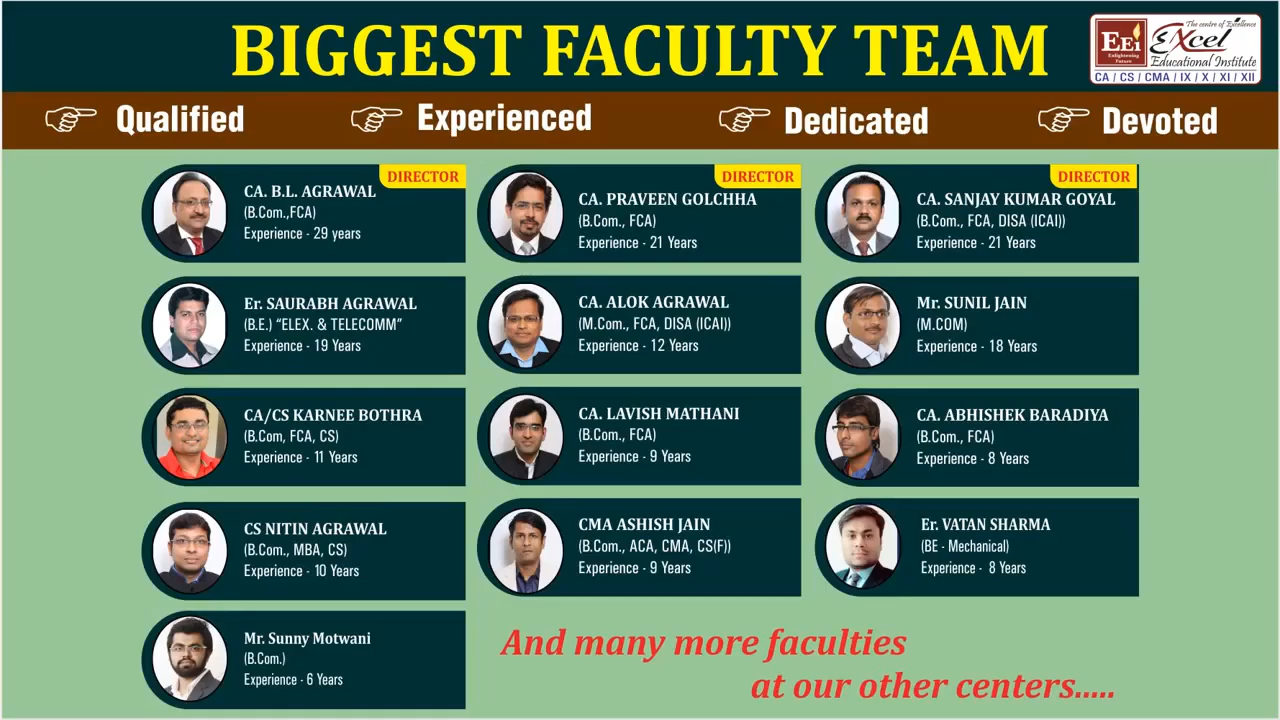 BIGGEST FACULTY TEAM
EEi
Enlightening
Future
The centre of Excellence
eXcel
Educational Institute
CA / CS / CMA / IX / X / XI / XII
Qualified
Experienced
Dedicated
Devoted
DIRECTOR
CA. B.L. AGRAWAL
(B.Com.,FCA)
Experience - 29 years
DIRECTOR
CA. PRAVEEN GOLCHHA
(B.Com., FCA)
Experience - 21 Years
DIRECTOR
CA. SANJAY KUMAR GOYAL
(B.Com., FCA, DISA (ICAI))
Experience - 21 Years
Er. SAURABH AGRAWAL
(B.E.) “ELEX. & TELECOMM”
Experience - 19 Years
CA. ALOK AGRAWAL
(M.Com., FCA, DISA (ICAI))
Experience - 12 Years
Mr. SUNIL JAIN
(M.COM)
Experience - 18 Years
CA/CS KARNEE BOTHRA
(B.Com, FCA, CS)
Experience - 11 Years
CA. LAVISH MATHANI
(B.Com., FCA)
Experience - 9 Years
CA. ABHISHEK BARADIYA
(B.Com., FCA)
Experience - 8 Years
CS NITIN AGRAWAL
(B.Com., MBA, CS)
Experience - 10 Years
CMA ASHISH JAIN
(B.Com., ACA, CMA, CS(F))
Experience - 9 Years
Er. VATAN SHARMA
(BE - Mechanical)
Experience - 8 Years
Mr. Sunny Motwani
(B.Com.)
Experience - 6 Years
And many more faculties
at our other centers.....